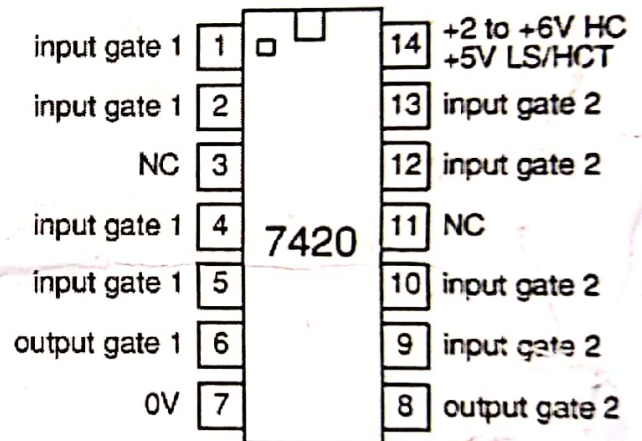 input gate 1 1 14 +2 to +6V HC
+5V LS/HCT
input gate 1 2 13 input gate 2
NC 3 12 input gate 2
input gate 1 4 11 NC
7420
input gate 1 5 10 input gate 2
output gate 1 6 9 input gate 2
0V 7 8 output gate 2